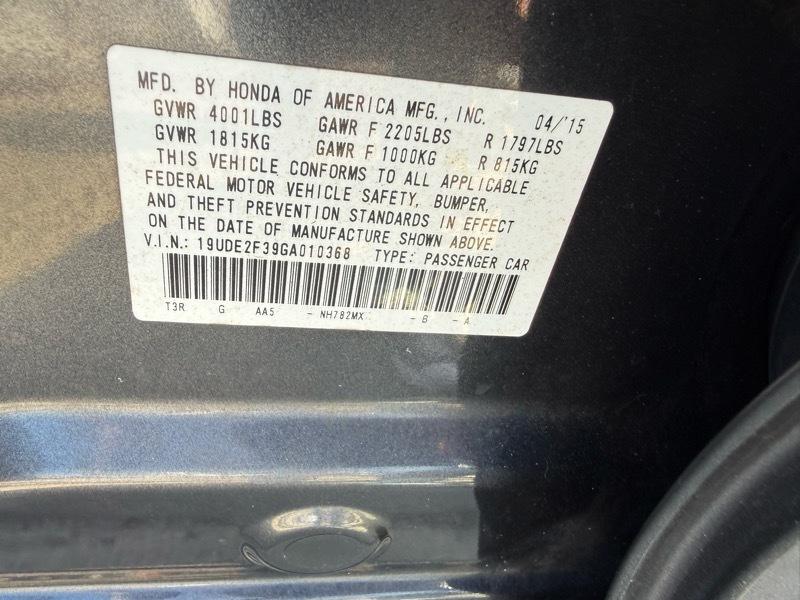 MFD. BY HONDA OF AMERICA MFG., INC. 04/'15
GVWR 4001LBS GAWR F 2205LBS R 1797LBS
GVWR 1815KG GAWR F 1000KG R 815KG
THIS VEHICLE CONFORMS TO ALL APPLICABLE
FEDERAL MOTOR VEHICLE SAFETY, BUMPER,
AND THEFT PREVENTION STANDARDS IN EFFECT
ON THE DATE OF MANUFACTURE SHOWN ABOVE.
V.I.N.: 19UDE2F39GA010368 TYPE: PASSENGER CAR
T3R G AA5 - NH782MX - B - A